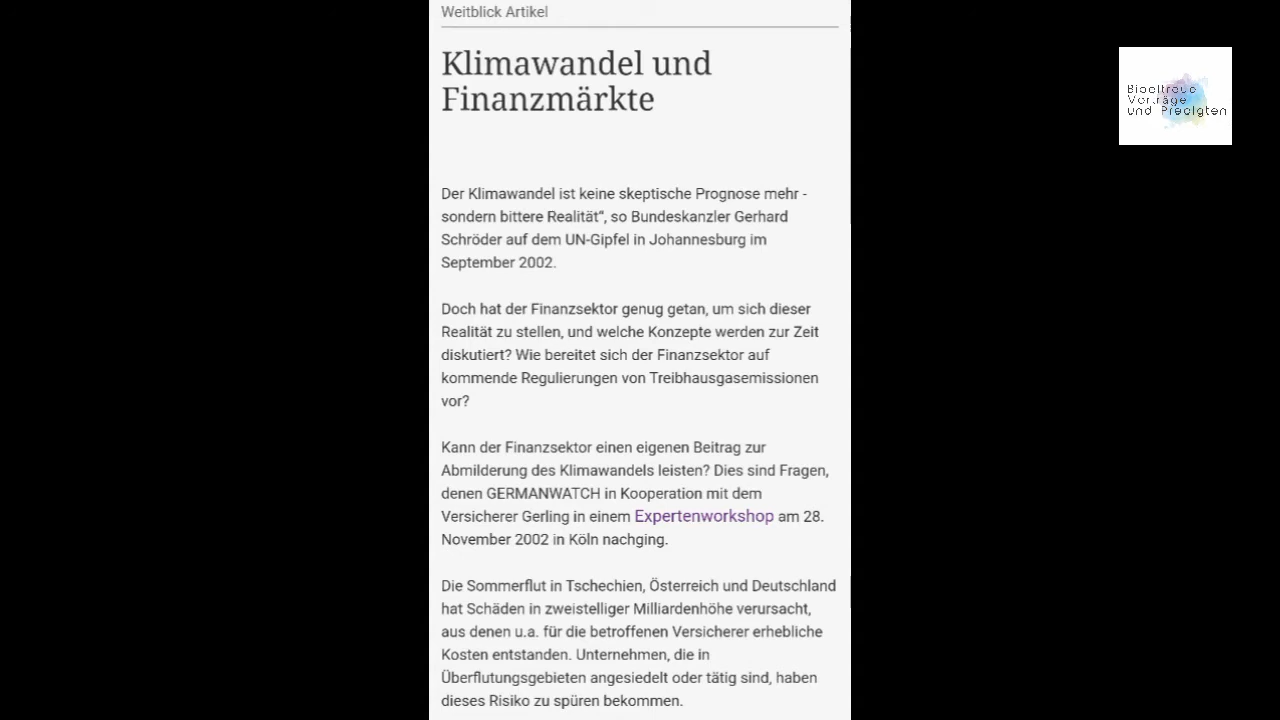 Weitblick Artikel
Klimawandel und
Finanzmärkte
Der Klimawandel ist keine skeptische Prognose mehr -
sondern bittere Realität“, so Bundeskanzler Gerhard
Schröder auf dem UN-Gipfel in Johannesburg im
September 2002.
Doch hat der Finanzsektor genug getan, um sich dieser
Realität zu stellen, und welche Konzepte werden zur Zeit
diskutiert? Wie bereitet sich der Finanzsektor auf
kommende Regulierungen von Treibhausgasemissionen
vor?
Kann der Finanzsektor einen eigenen Beitrag zur
Abmilderung des Klimawandels leisten? Dies sind Fragen,
denen GERMANWATCH in Kooperation mit dem
Versicherer Gerling in einem Expertenworkshop am 28.
November 2002 in Köln nachging.
Die Sommerflut in Tschechien, Österreich und Deutschland
hat Schäden in zweistelliger Milliardenhöhe verursacht,
aus denen u.a. für die betroffenen Versicherer erhebliche
Kosten entstanden. Unternehmen, die in
Überflutungsgebieten angesiedelt oder tätig sind, haben
dieses Risiko zu spüren bekommen.
Bibeltreue
Vorträge
und Predigten